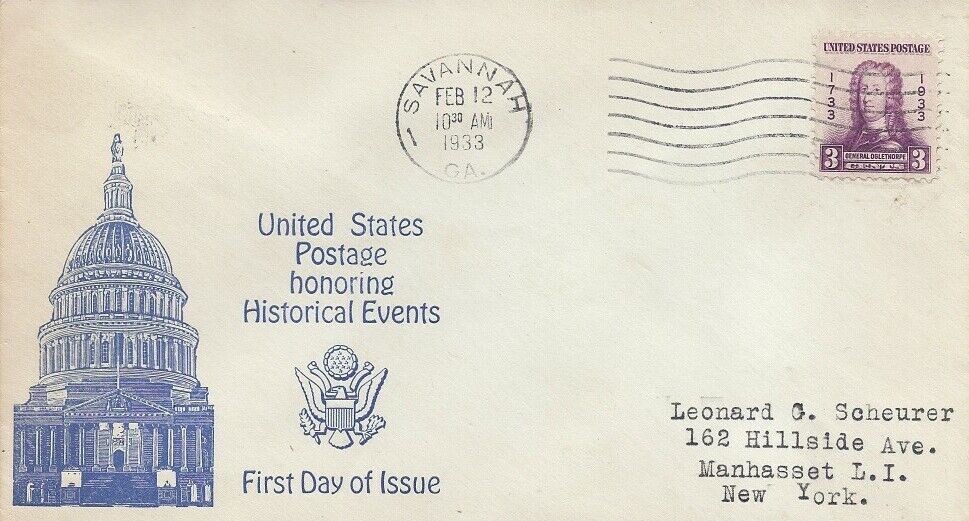 SAVANNAH
FEB 12
10³⁰ AM
1933
GA.
1
UNITED STATES POSTAGE
1733
1933
3 GENERAL OGLETHORPE 3
United States
Postage
honoring
Historical Events
First Day of Issue
Leonard G. Scheurer
162 Hillside Ave.
Manhasset L.I.
New York.